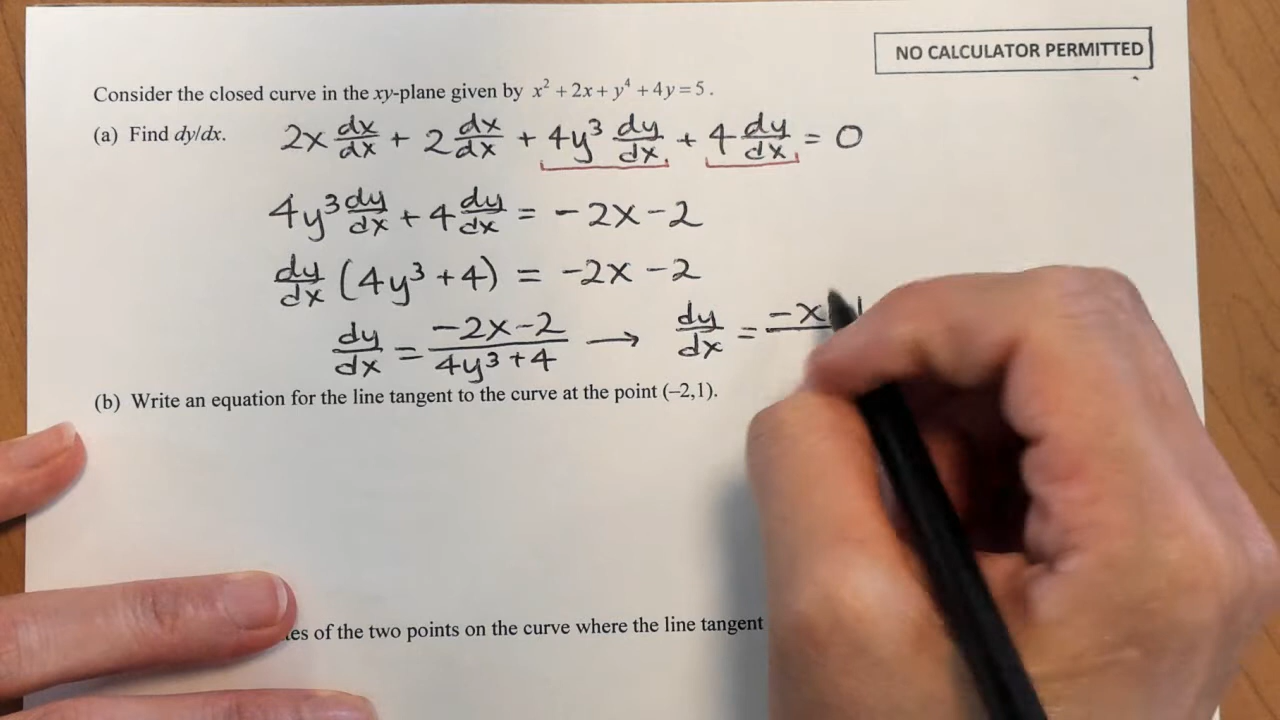 NO CALCULATOR PERMITTED
Consider the closed curve in the xy-plane given by x² + 2x + y⁴ + 4y = 5.
(a) Find dy/dx. 2x dx/dx + 2 dx/dx + 4y³ dy/dx + 4 dy/dx = 0
4y³ dy/dx + 4 dy/dx = -2x - 2
dy/dx (4y³ + 4) = -2x - 2
dy/dx = (-2x - 2)/(4y³ + 4) → dy/dx = -x
(b) Write an equation for the line tangent to the curve at the point (–2,1).
of the two points on the curve where the line tangent